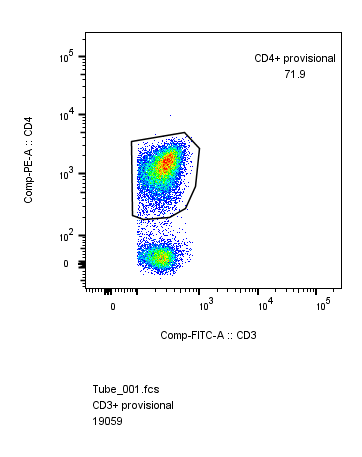 CD4+ provisional
71.9
10^5
10^4
10^3
10^2
0
Comp-PE-A :: CD4
0
10^3
10^4
10^5
Comp-FITC-A :: CD3
Tube_001.fcs
CD3+ provisional
19059